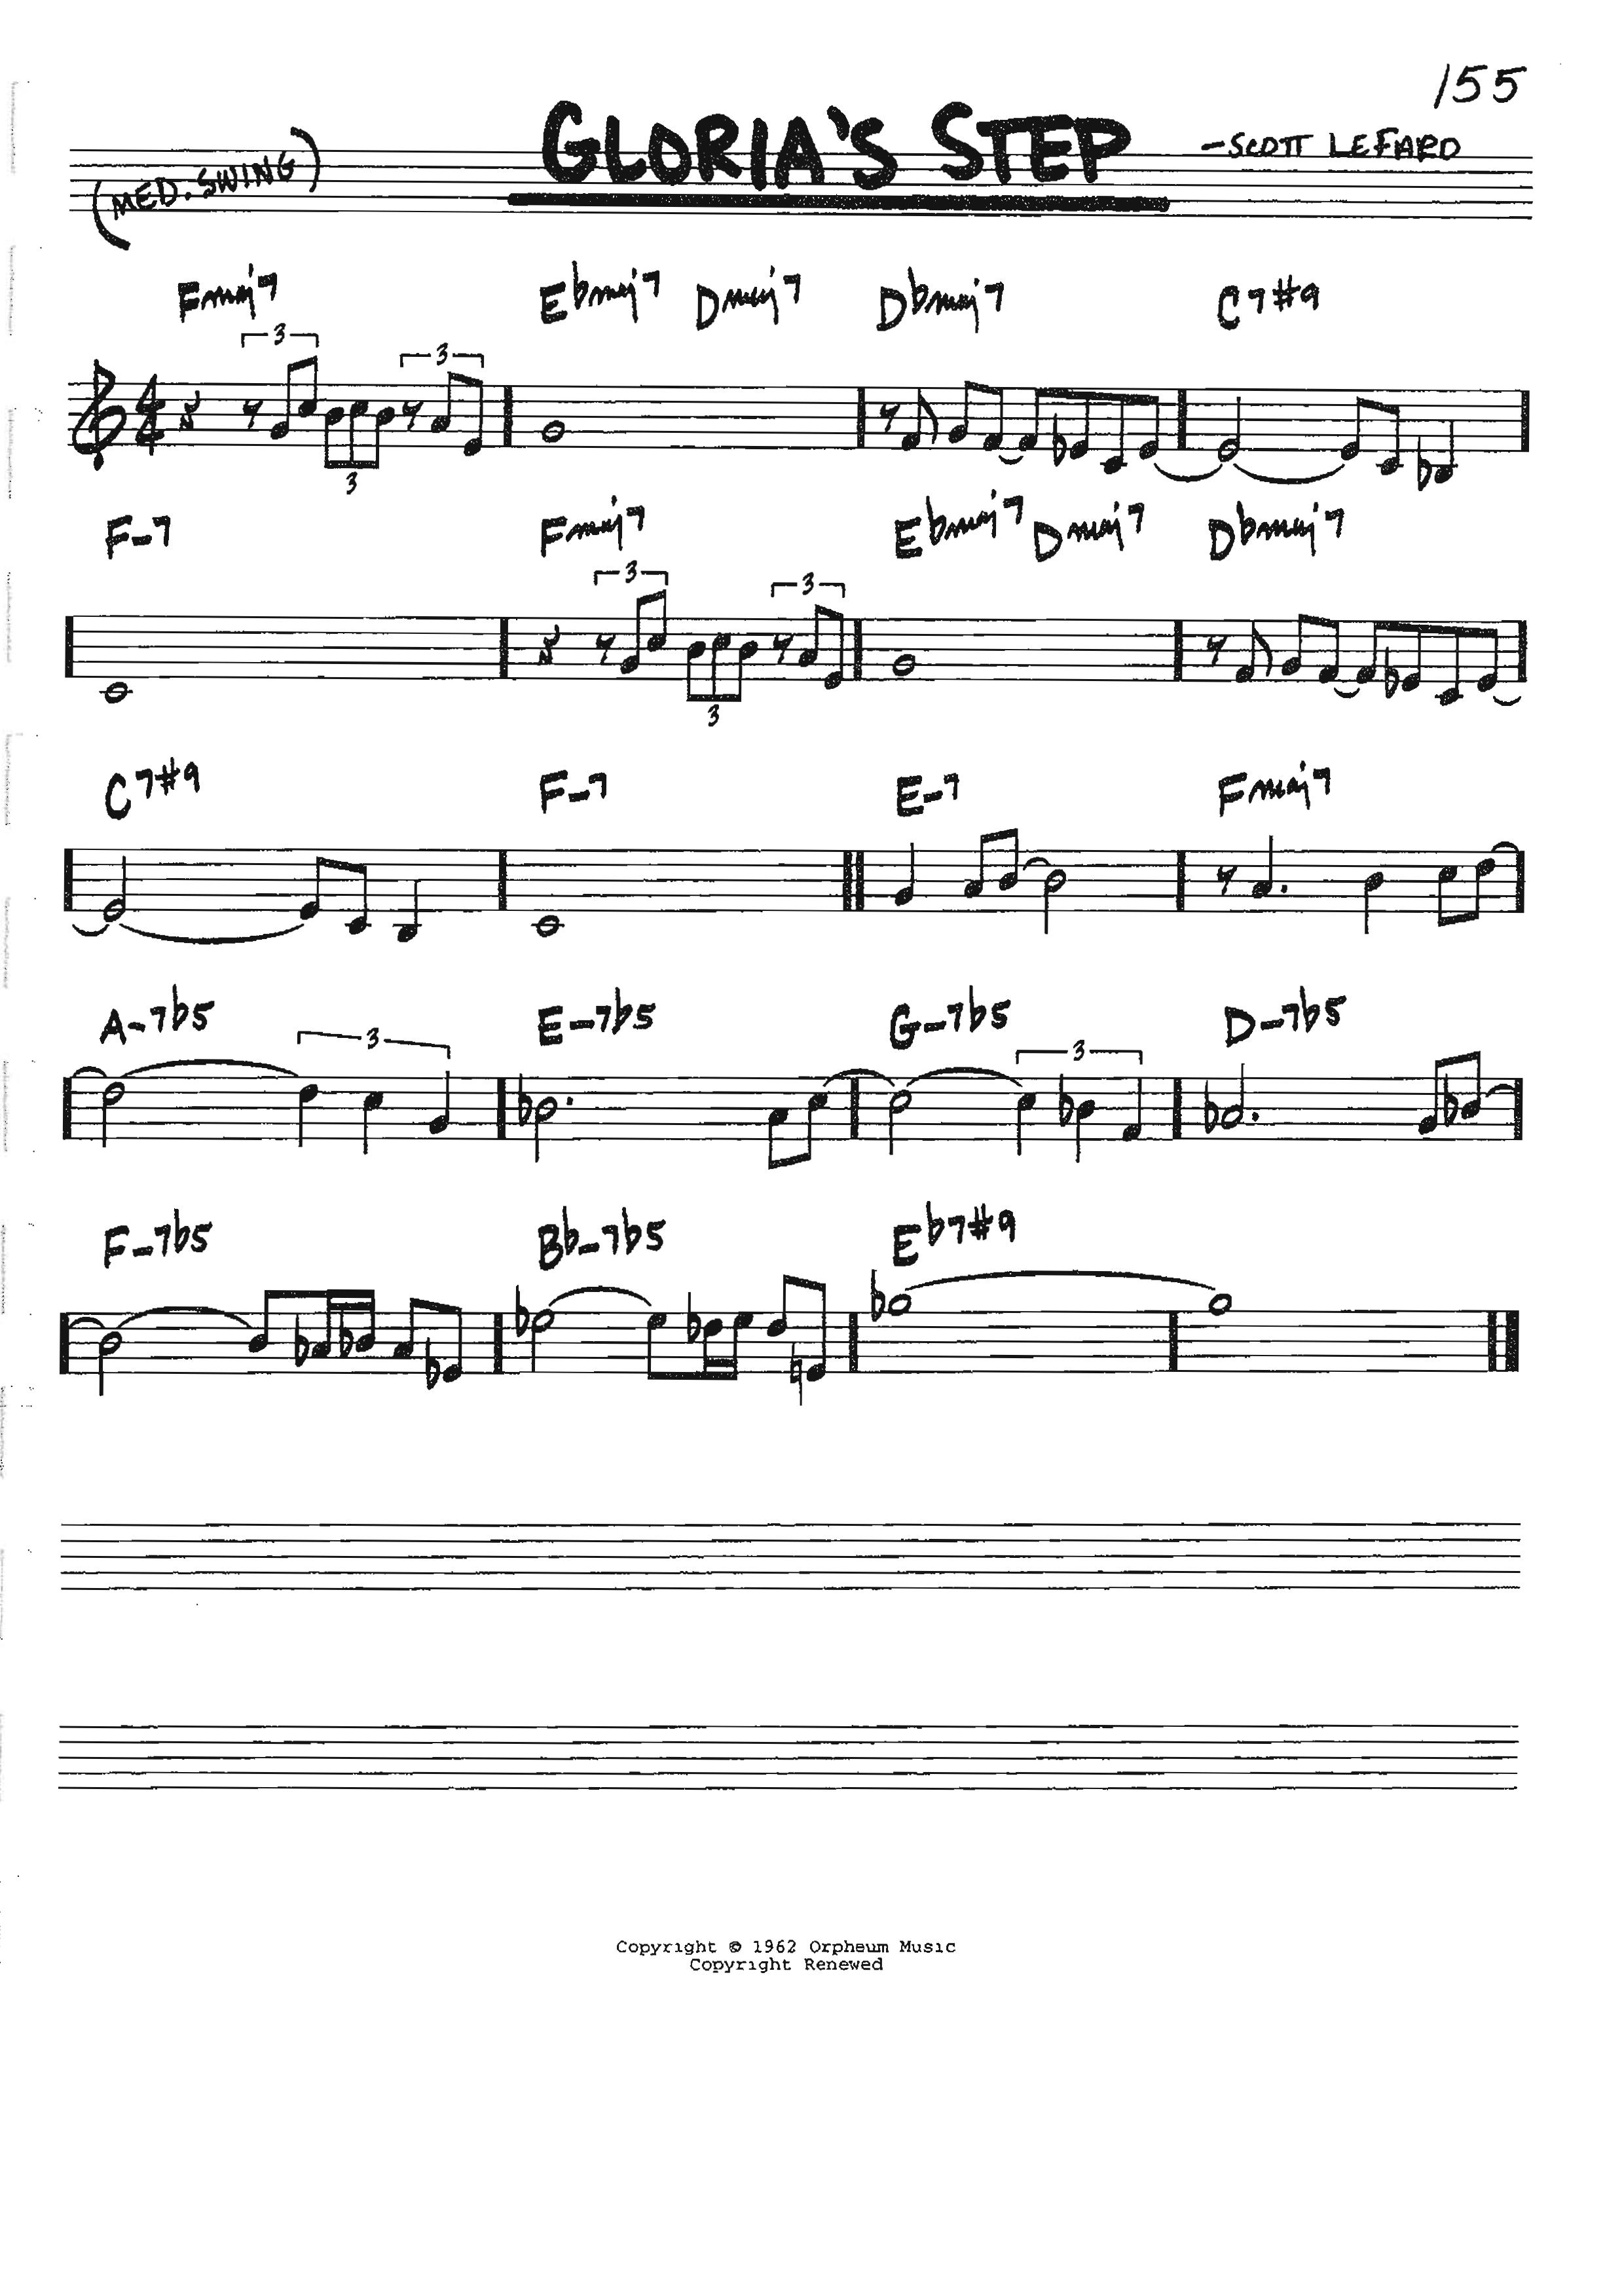 155
GLORIA'S STEP
-SCOTT LEFARO
(MED. SWING)
Fmaj7 Ebmaj7 Dmaj7 Dbmaj7 C7#9
3 3
4
4
3
F-7 Fmaj7 Ebmaj7 Dmaj7 Dbmaj7
3 3
3
C7#9 F-7 E-7 Fmaj7
A-7b5 E-7b5 G-7b5 D-7b5
3 3
F-7b5 Bb-7b5 Eb7#9
Copyright © 1962 Orpheum Music
Copyright Renewed